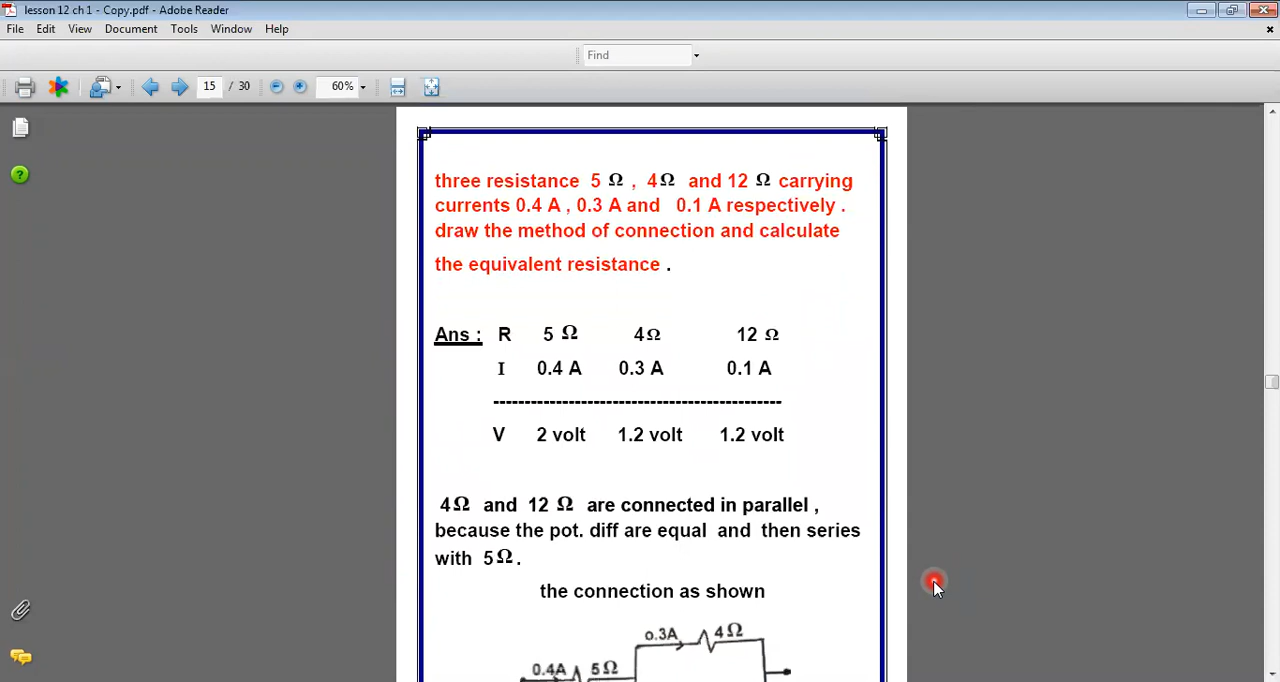 lesson 12 ch 1 - Copy.pdf - Adobe Reader
File Edit View Document Tools Window Help
Find
15 / 30 60%
three resistance 5 Ω , 4Ω and 12 Ω carrying
currents 0.4 A , 0.3 A and 0.1 A respectively .
draw the method of connection and calculate
the equivalent resistance .
Ans : R 5 Ω 4Ω 12 Ω
I 0.4 A 0.3 A 0.1 A
---------------------------------------------
V 2 volt 1.2 volt 1.2 volt
4Ω and 12 Ω are connected in parallel ,
because the pot. diff are equal and then series
with 5Ω .
the connection as shown
0.3A 4Ω
0.4A 5Ω